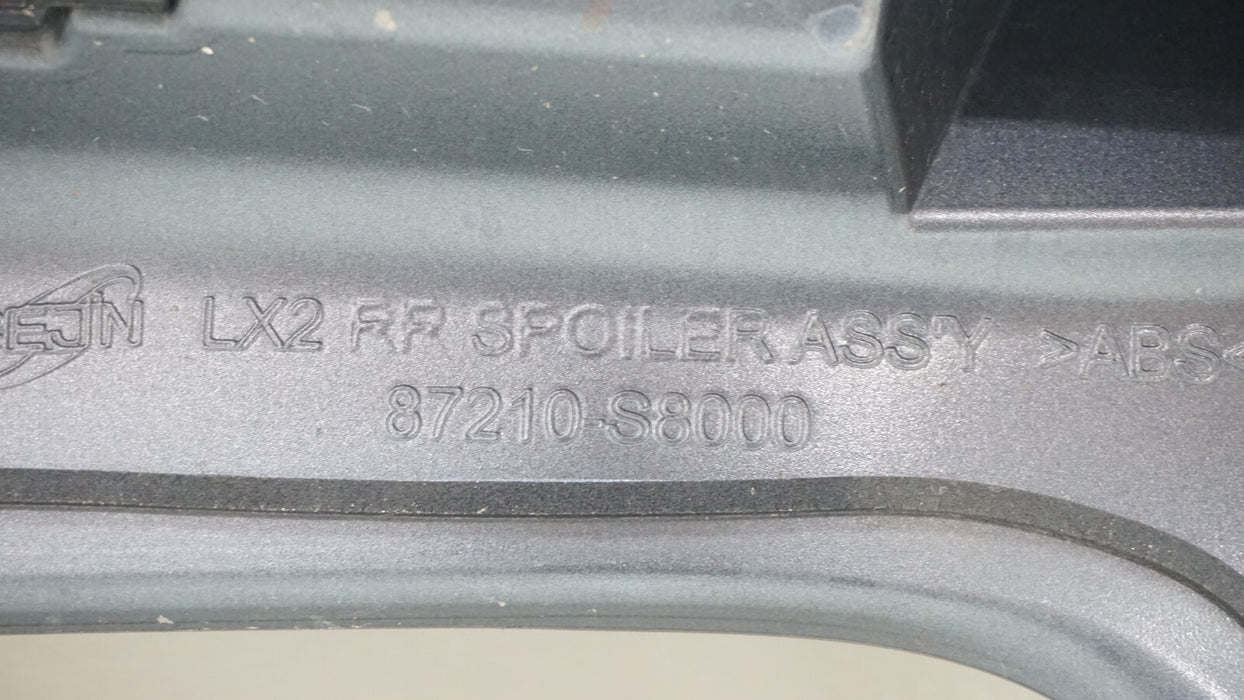 LX2 RR SPOILER ASS'Y >ABS<
87210-S8000